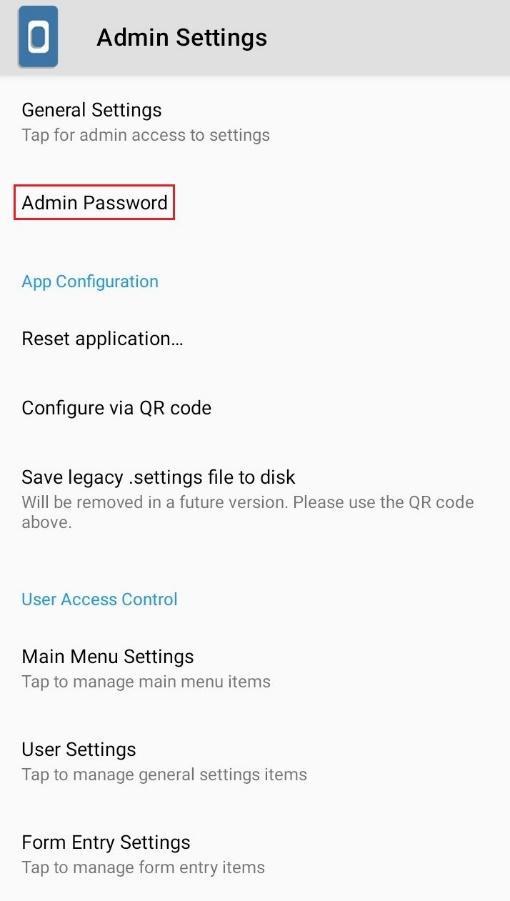 Admin Settings
General Settings
Tap for admin access to settings
Admin Password
App Configuration
Reset application...
Configure via QR code
Save legacy .settings file to disk
Will be removed in a future version. Please use the QR code
above.
User Access Control
Main Menu Settings
Tap to manage main menu items
User Settings
Tap to manage general settings items
Form Entry Settings
Tap to manage form entry items